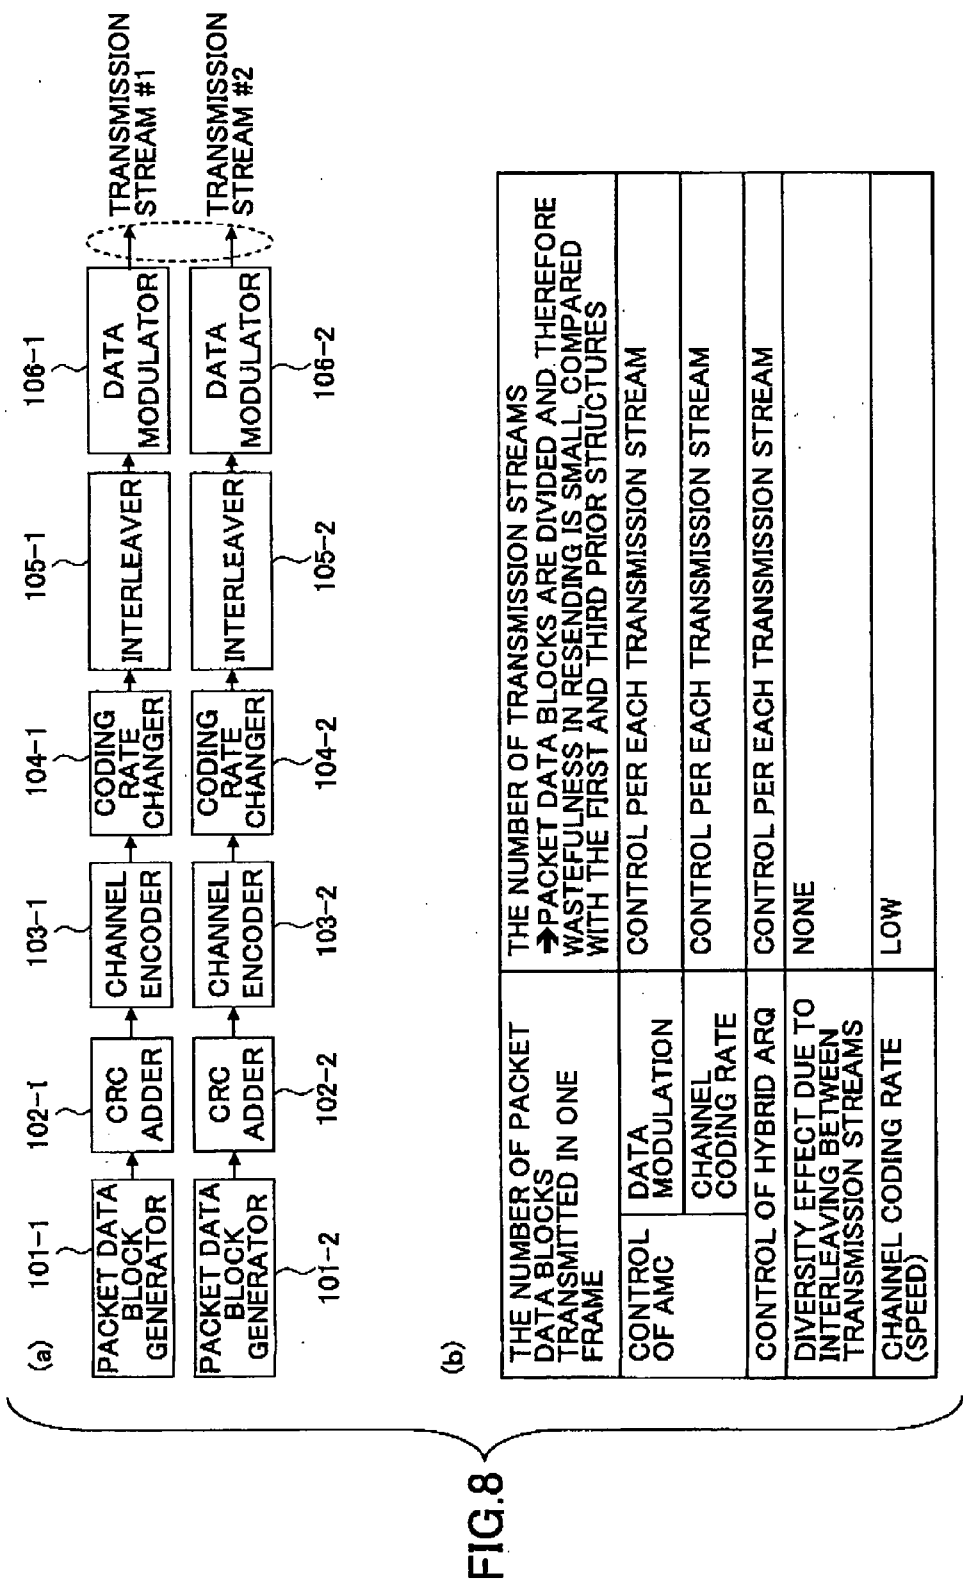 FIG.8
(a)
101-1
102-1
103-1
104-1
105-1
106-1
PACKET DATA
BLOCK
GENERATOR
CRC
ADDER
CHANNEL
ENCODER
CODING
RATE
CHANGER
INTERLEAVER
DATA
MODULATOR
TRANSMISSION
STREAM #1
PACKET DATA
BLOCK
GENERATOR
CRC
ADDER
CHANNEL
ENCODER
CODING
RATE
CHANGER
INTERLEAVER
DATA
MODULATOR
TRANSMISSION
STREAM #2
101-2
102-2
103-2
104-2
105-2
106-2
(b)
THE NUMBER OF PACKET
DATA BLOCKS
TRANSMITTED IN ONE
FRAME
THE NUMBER OF TRANSMISSION STREAMS
➔PACKET DATA BLOCKS ARE DIVIDED AND THEREFORE
WASTEFULNESS IN RESENDING IS SMALL, COMPARED
WITH THE FIRST AND THIRD PRIOR STRUCTURES
CONTROL
OF AMC
DATA
MODULATION
CONTROL PER EACH TRANSMISSION STREAM
CHANNEL
CODING RATE
CONTROL PER EACH TRANSMISSION STREAM
CONTROL OF HYBRID ARQ
CONTROL PER EACH TRANSMISSION STREAM
DIVERSITY EFFECT DUE TO
INTERLEAVING BETWEEN
TRANSMISSION STREAMS
NONE
CHANNEL CODING RATE
(SPEED)
LOW